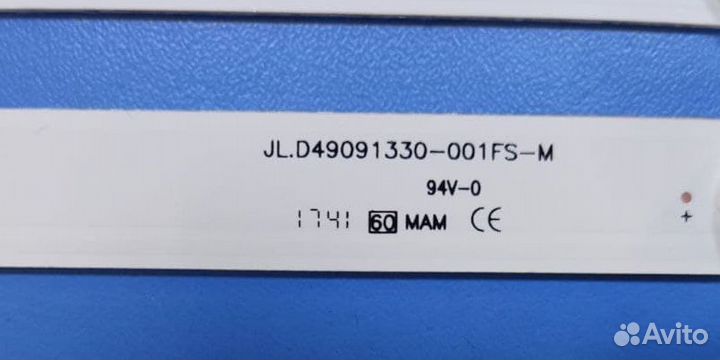 JL.D49091330-001FS-M
94V-0
1741 60 MAM CE
Avito